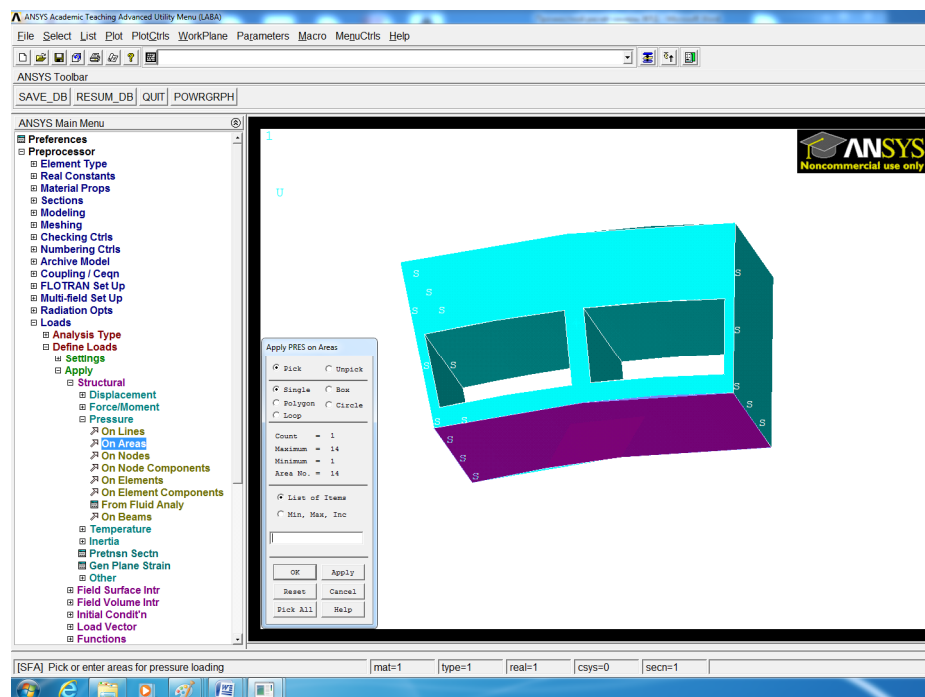 ANSYS Academic Teaching Advanced Utility Menu (LABA)
File Select List Plot PlotCtrls WorkPlane Parameters Macro MenuCtrls Help
ANSYS Toolbar
SAVE_DB RESUM_DB QUIT POWRGRPH
ANSYS Main Menu
Preferences
Preprocessor
Element Type
Real Constants
Material Props
Sections
Modeling
Meshing
Checking Ctrls
Numbering Ctrls
Archive Model
Coupling / Ceqn
FLOTRAN Set Up
Multi-field Set Up
Radiation Opts
Loads
Analysis Type
Define Loads
Settings
Apply
Structural
Displacement
Force/Moment
Pressure
On Lines
On Areas
On Nodes
On Node Components
On Elements
On Element Components
From Fluid Analy
On Beams
Temperature
Inertia
Pretnsn Sectn
Gen Plane Strain
Other
Field Surface Intr
Field Volume Intr
Initial Condit'n
Load Vector
Functions
1
U
ANSYS
Noncommercial use only
S
S
S S
S S
S S
S
S
S
S
S
S
S
S
Apply PRES on Areas
Pick Unpick
Single Box
Polygon Circle
Loop
Count = 1
Maximum = 14
Minimum = 1
Area No. = 14
List of Items
Min, Max, Inc
OK Apply
Reset Cancel
Pick All Help
[SFA] Pick or enter areas for pressure loading mat=1 type=1 real=1 csys=0 secn=1